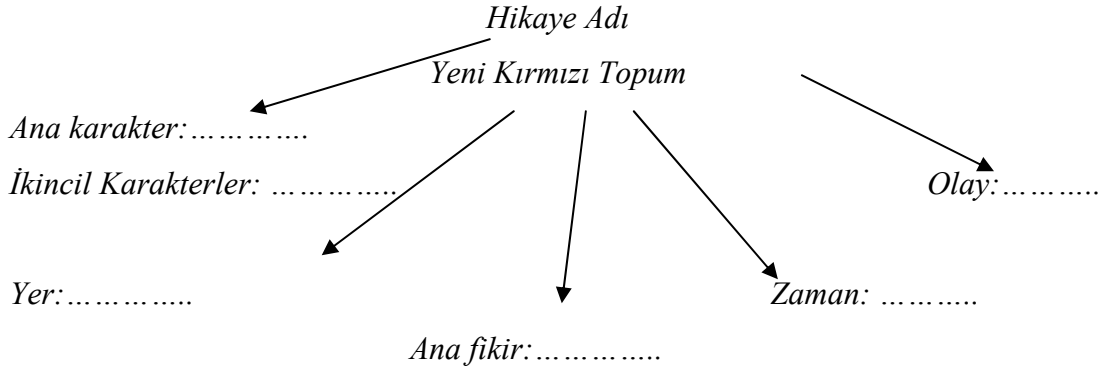 Hikaye Adı
Yeni Kırmızı Topum
Ana karakter:………….
İkincil Karakterler: …………..
Olay:………..
Yer:…………..
Zaman: ………..
Ana fikir:…………..